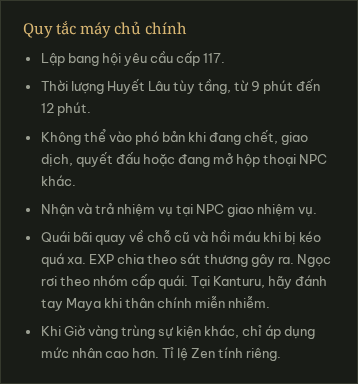 Quy tắc máy chủ chính
• Lập bang hội yêu cầu cấp 117.
• Thời lượng Huyết Lâu tùy tầng, từ 9 phút đến
12 phút.
• Không thể vào phó bản khi đang chết, giao
dịch, quyết đấu hoặc đang mở hộp thoại NPC
khác.
• Nhận và trả nhiệm vụ tại NPC giao nhiệm vụ.
• Quái bãi quay về chỗ cũ và hồi máu khi bị kéo
quá xa. EXP chia theo sát thương gây ra. Ngọc
rơi theo nhóm cấp quái. Tại Kanturu, hãy đánh
tay Maya khi thân chính miễn nhiễm.
• Khi Giờ vàng trùng sự kiện khác, chỉ áp dụng
mức nhân cao hơn. Tỉ lệ Zen tính riêng.